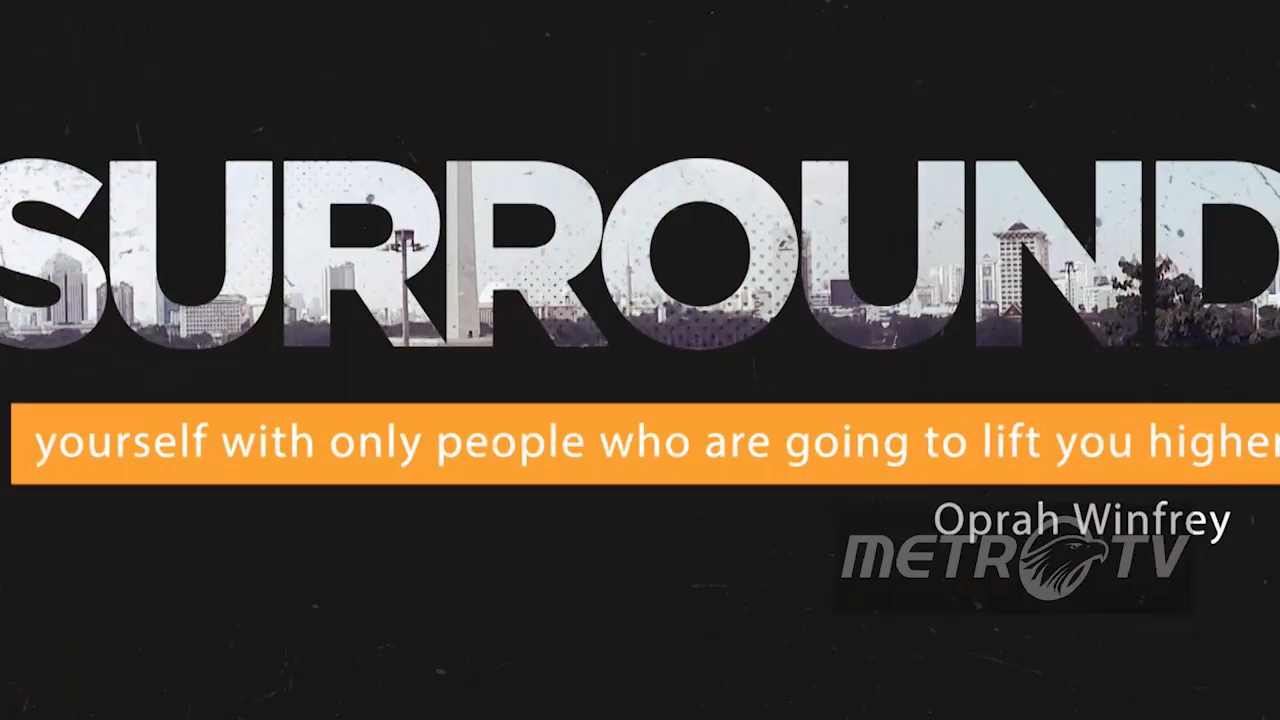 SURROUND
yourself with only people who are going to lift you higher
Oprah Winfrey
METRO TV